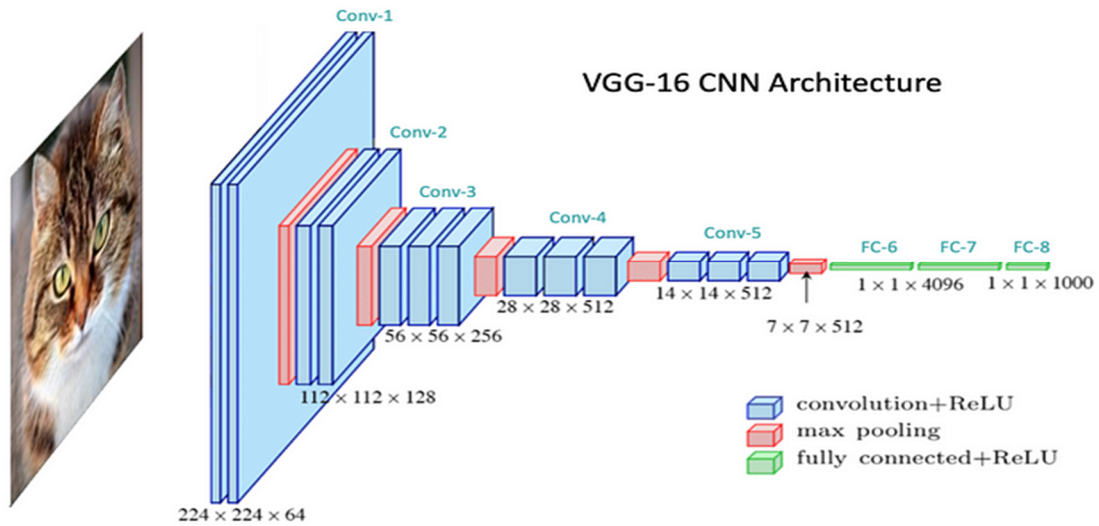 Conv-1
VGG-16 CNN Architecture
Conv-2
Conv-3
Conv-4
Conv-5
FC-6
FC-7
FC-8
1 × 1 × 4096
1 × 1 × 1000
14 × 14 × 512
28 × 28 × 512
7 × 7 × 512
56 × 56 × 256
112 × 112 × 128
224 × 224 × 64
convolution+ReLU
max pooling
fully connected+ReLU